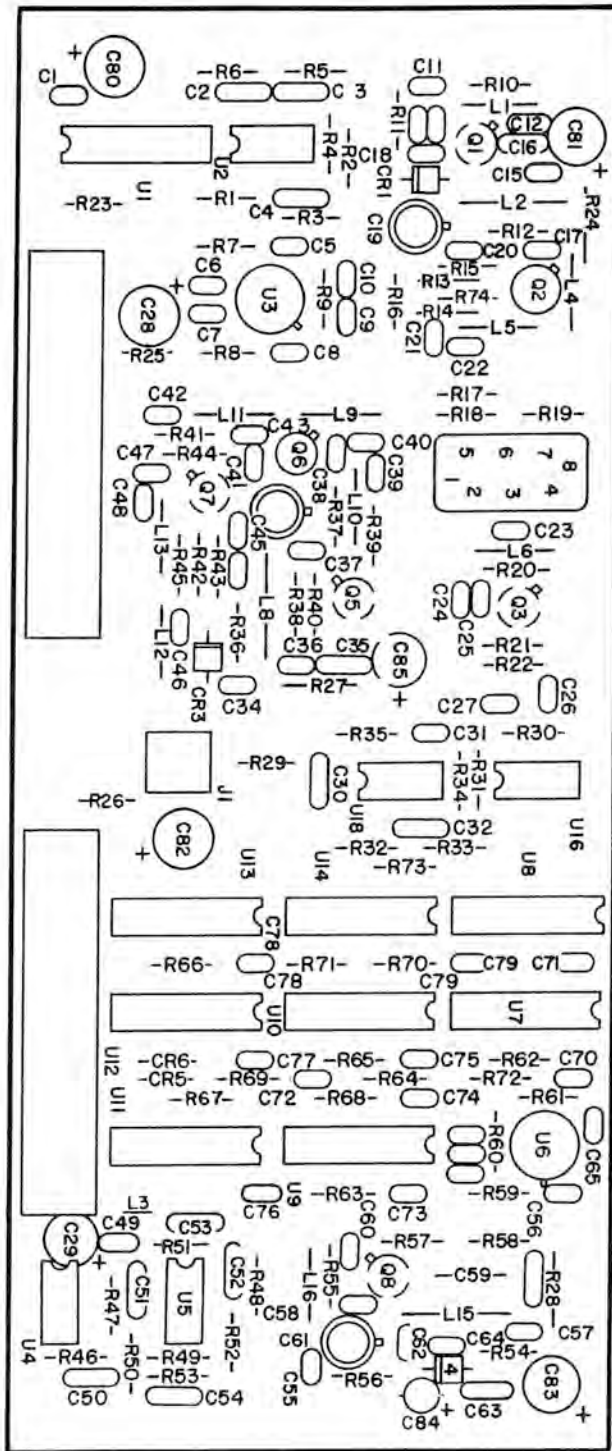 + C80
C1
-R6- -R5-
C2 C3
C11
-R10-
L1
C12
C16
C81
+
Q1
-R11-
C18
CR1
-R4-
-R2-
U2
U1
C15
-R23-
-R1-
C4
-R3-
C19
L2
-R24-
-R12-
C17
-R7-
C5
C20
-R15-
-R13-
C6
+
U3
C10
-R9-
-R16-
-R74-
Q2
L4
C28
C7
C9
-R14-
L5
-R25-
-R8-
C8
C21
C22
-R17-
C42
L11
L9
-R18- -R19-
-R41-
C43
C40
-R44-
Q6
C47
C41
C38
C39
5 6 7 8
1 2 3 4
C48
Q7
-R37-
L10
L13
C45
-R39-
C23
L6
-R45-
-R42-
-R43-
C37
-R20-
L8
-R38-
-R40-
Q5
C24
C25
Q3
L12
C46
-R36-
-R21-
C36 C35
C85
+
-R22-
CR3
C34
-R27-
C27
C26
-R35-
C31
-R30-
J1
-R29-
C30
-R34-
-R31-
-R26-
U18
U16
+
C82
C32
U13
U14
-R32- -R33-
-R73-
U8
C78
-R66-
C78
-R71- -R70-
C79
C79 C71
U10
U7
U12
-CR6-
C77
-R65-
C75
-R62-
C70
-CR5-
-R69-
-R64-
-R72-
U11
-R67-
C72
-R68-
C74
-R61-
-R60-
U6
C65
C76
U9
-R63-
C73
-R59-
L3
C29
+
C49
C53
C60
C56
-R51-
-R57- -R58-
C52
-R48-
L16
-R55-
Q8
-C59-
-R28-
C51
-R47-
U5
C58
L15
U4
-R52-
C61
C62
C64
C57
-R46-
-R50-
-R49-
-R54-
4
-R53-
C55
-R56-
C83
C50
C54
C84
+
C63
+